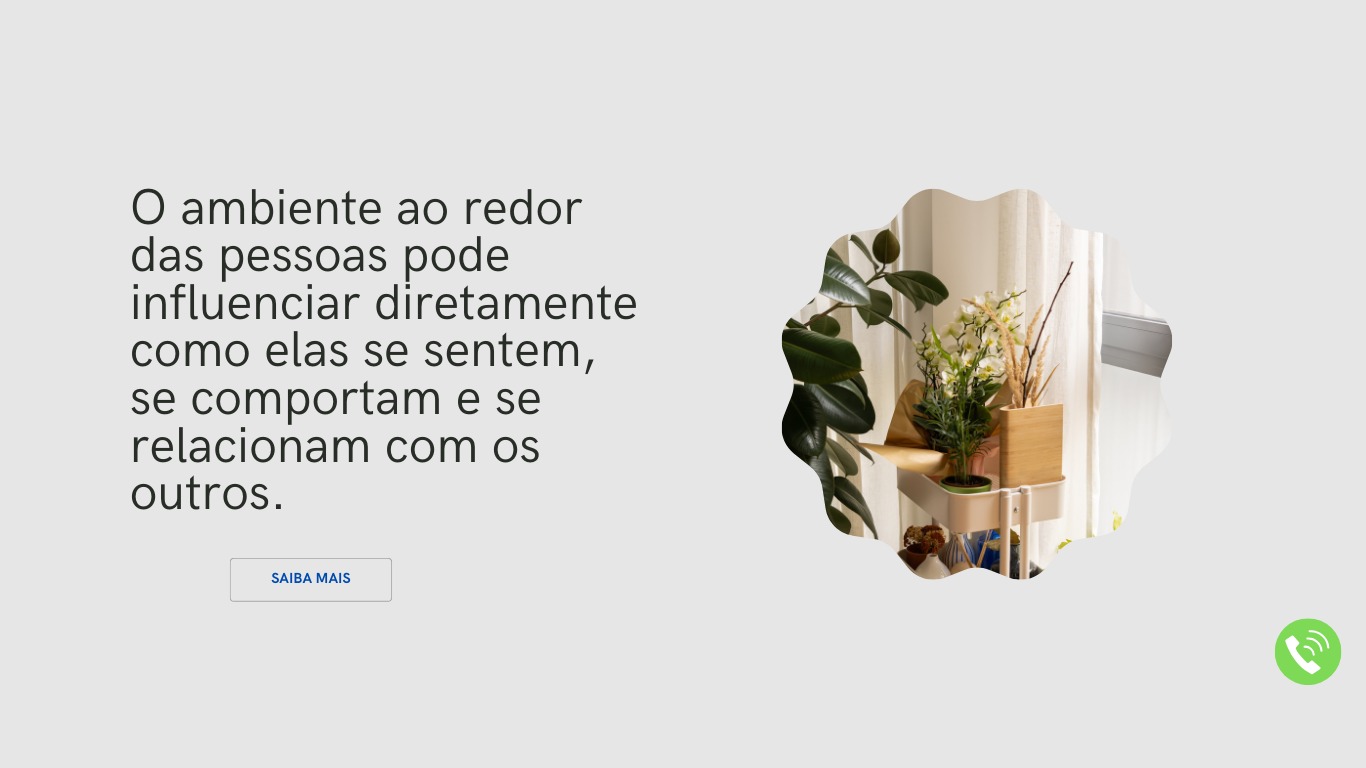 O ambiente ao redor
das pessoas pode
influenciar diretamente
como elas se sentem,
se comportam e se
relacionam com os
outros.
SAIBA MAIS